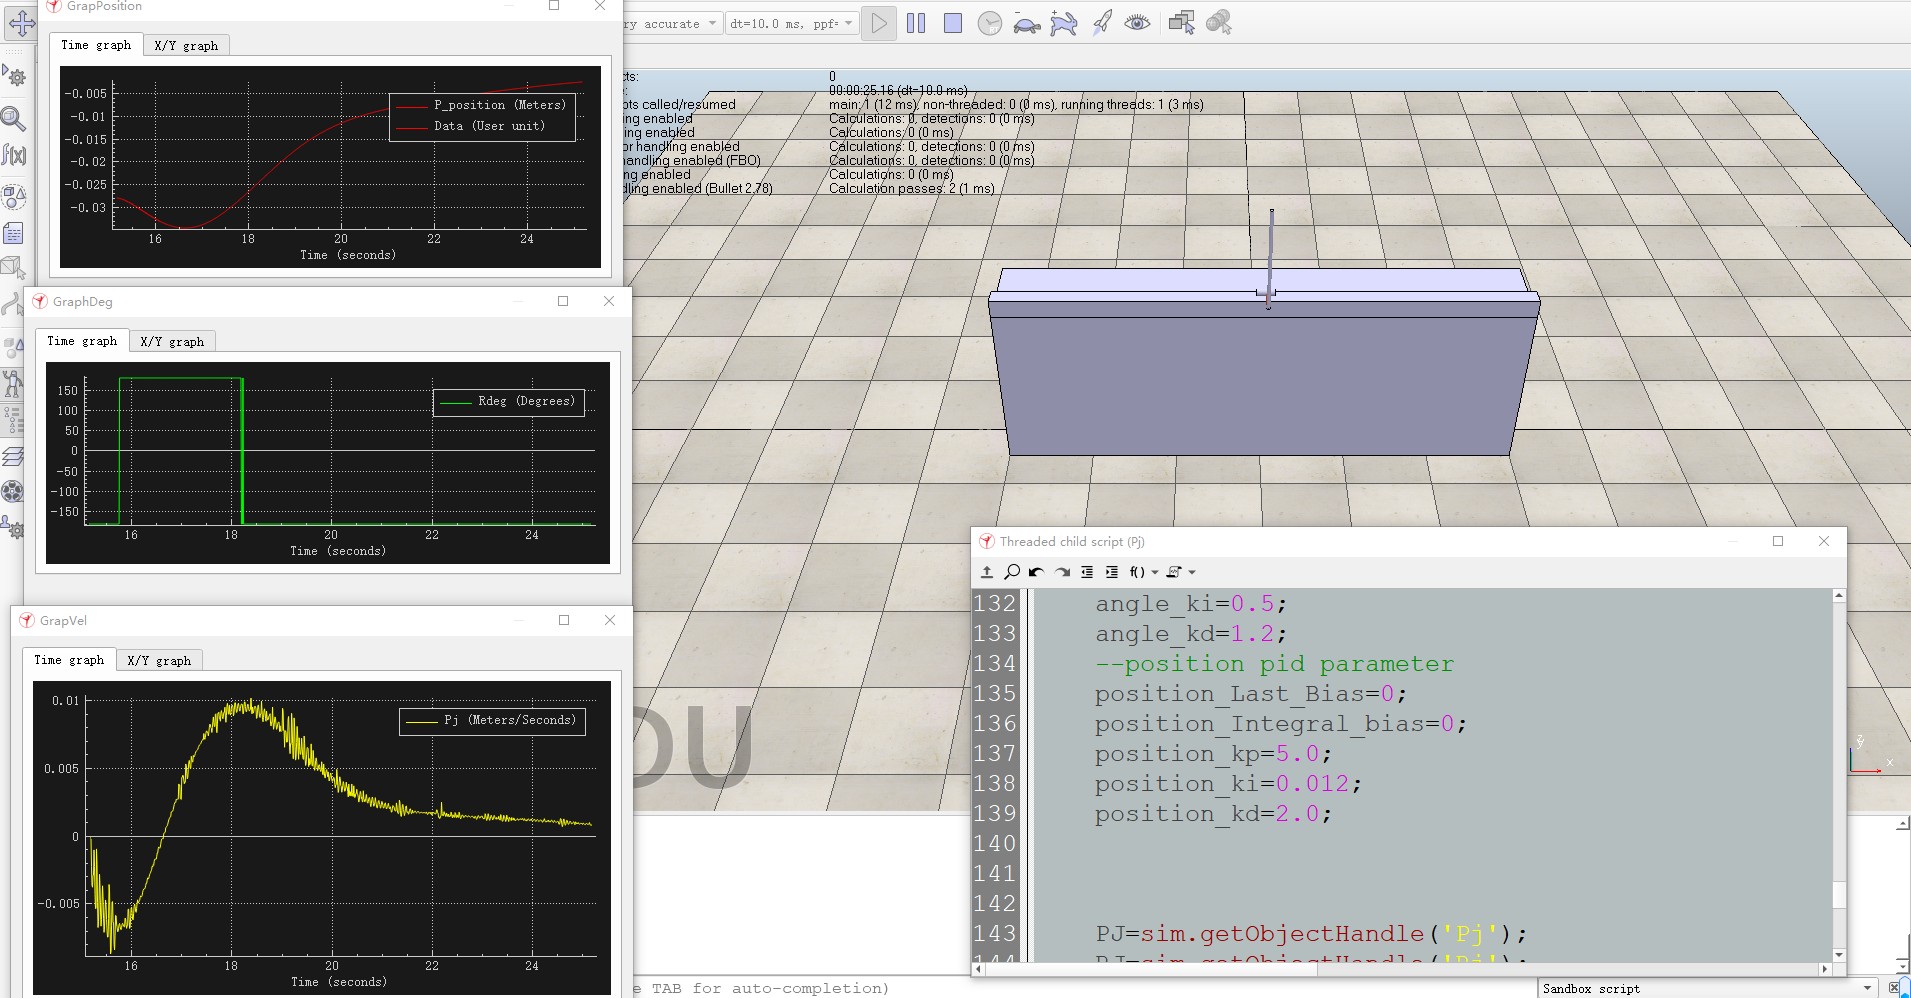 GrapPosition
Time graph
X/Y graph
-0.005
-0.01
-0.015
-0.02
-0.025
-0.03
P_position (Meters)
Data (User unit)
16
18
20
22
24
Time (seconds)
GraphDeg
Time graph
X/Y graph
150
100
50
0
-50
-100
-150
Rdeg (Degrees)
16
18
20
22
24
Time (seconds)
GrapVel
Time graph
X/Y graph
0.01
0.005
0
-0.005
Pj (Meters/Seconds)
16
18
20
22
24
Time (seconds)
ry accurate
dt=10.0 ms, ppf=
cts: 0
: 00:00:25.16 (dt=10.0 ms)
pts called/resumed main: 1 (12 ms), non-threaded: 0 (0 ms), running threads: 1 (3 ms)
ing enabled Calculations: 0, detections: 0 (0 ms)
ing enabled Calculations: 0 (0 ms)
or handling enabled Calculations: 0, detections: 0 (0 ms)
handling enabled (FBO) Calculations: 0, detections: 0 (0 ms)
ng enabled Calculations: 0 (0 ms)
dling enabled (Bullet 2.78) Calculation passes: 2 (1 ms)
DU
x
Threaded child script (Pj)
f()
132 angle_ki=0.5;
133 angle_kd=1.2;
134 --position pid parameter
135 position_Last_Bias=0;
136 position_Integral_bias=0;
137 position_kp=5.0;
138 position_ki=0.012;
139 position_kd=2.0;
140
141
142
143 PJ=sim.getObjectHandle('Pj');
e TAB for auto-completion)
Sandbox script